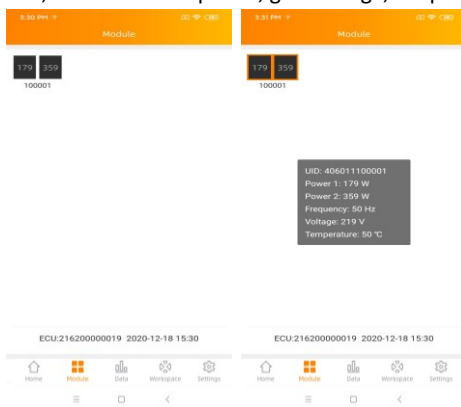 3:30 PM
Module
179 359
100001
ECU:216200000019 2020-12-18 15:30
Home Module Data Workspace Settings
3:31 PM
Module
179 359
100001
UID: 406011100001
Power 1: 179 W
Power 2: 359 W
Frequency: 50 Hz
Voltage: 219 V
Temperature: 50 ℃
ECU:216200000019 2020-12-18 15:30
Home Module Data Workspace Settings